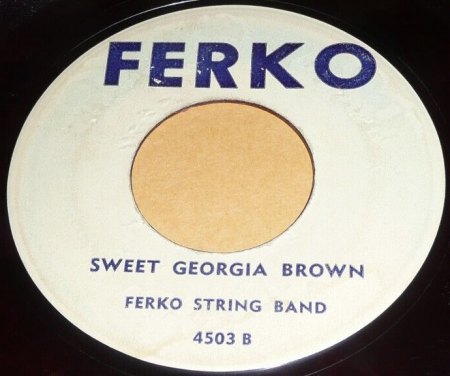 FERKO
SWEET GEORGIA BROWN
FERKO STRING BAND
4503 B